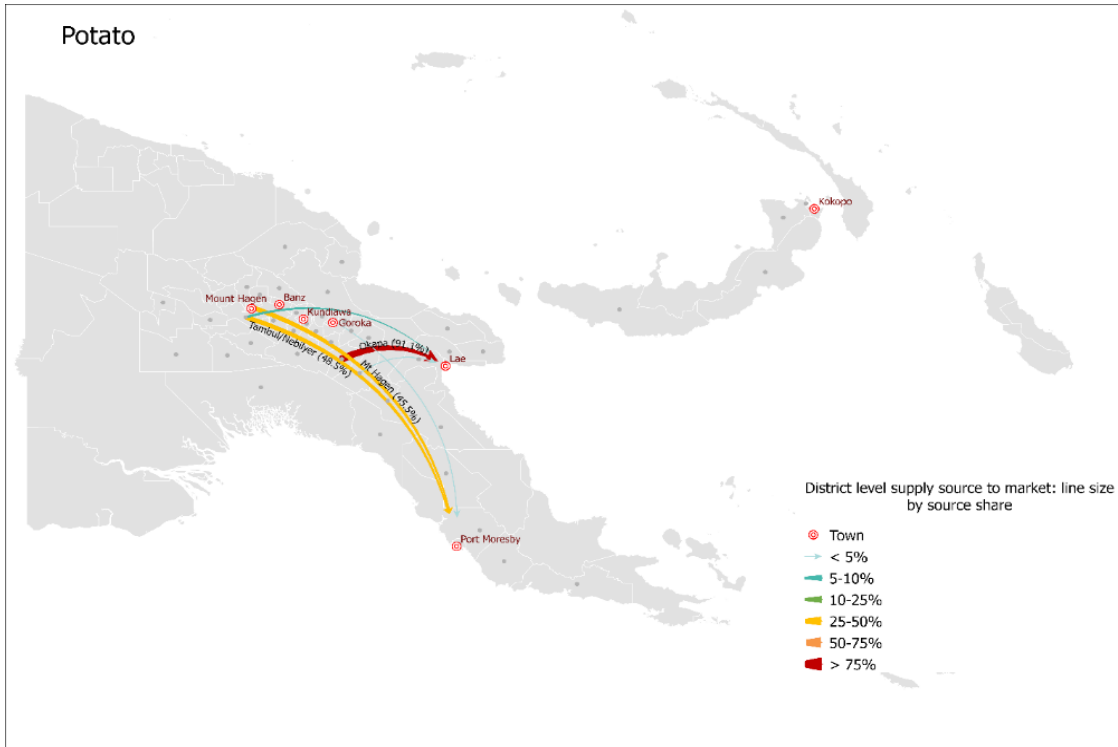 Potato
Kokopo
Mount Hagen
Banz
Kundiawa
Goroka
Tambul/Nebilyer (48.5%)
Okapa (91.1%)
Mt Hagen (45.5%)
Lae
Port Moresby
District level supply source to market: line size
by source share
Town
< 5%
5-10%
10-25%
25-50%
50-75%
> 75%